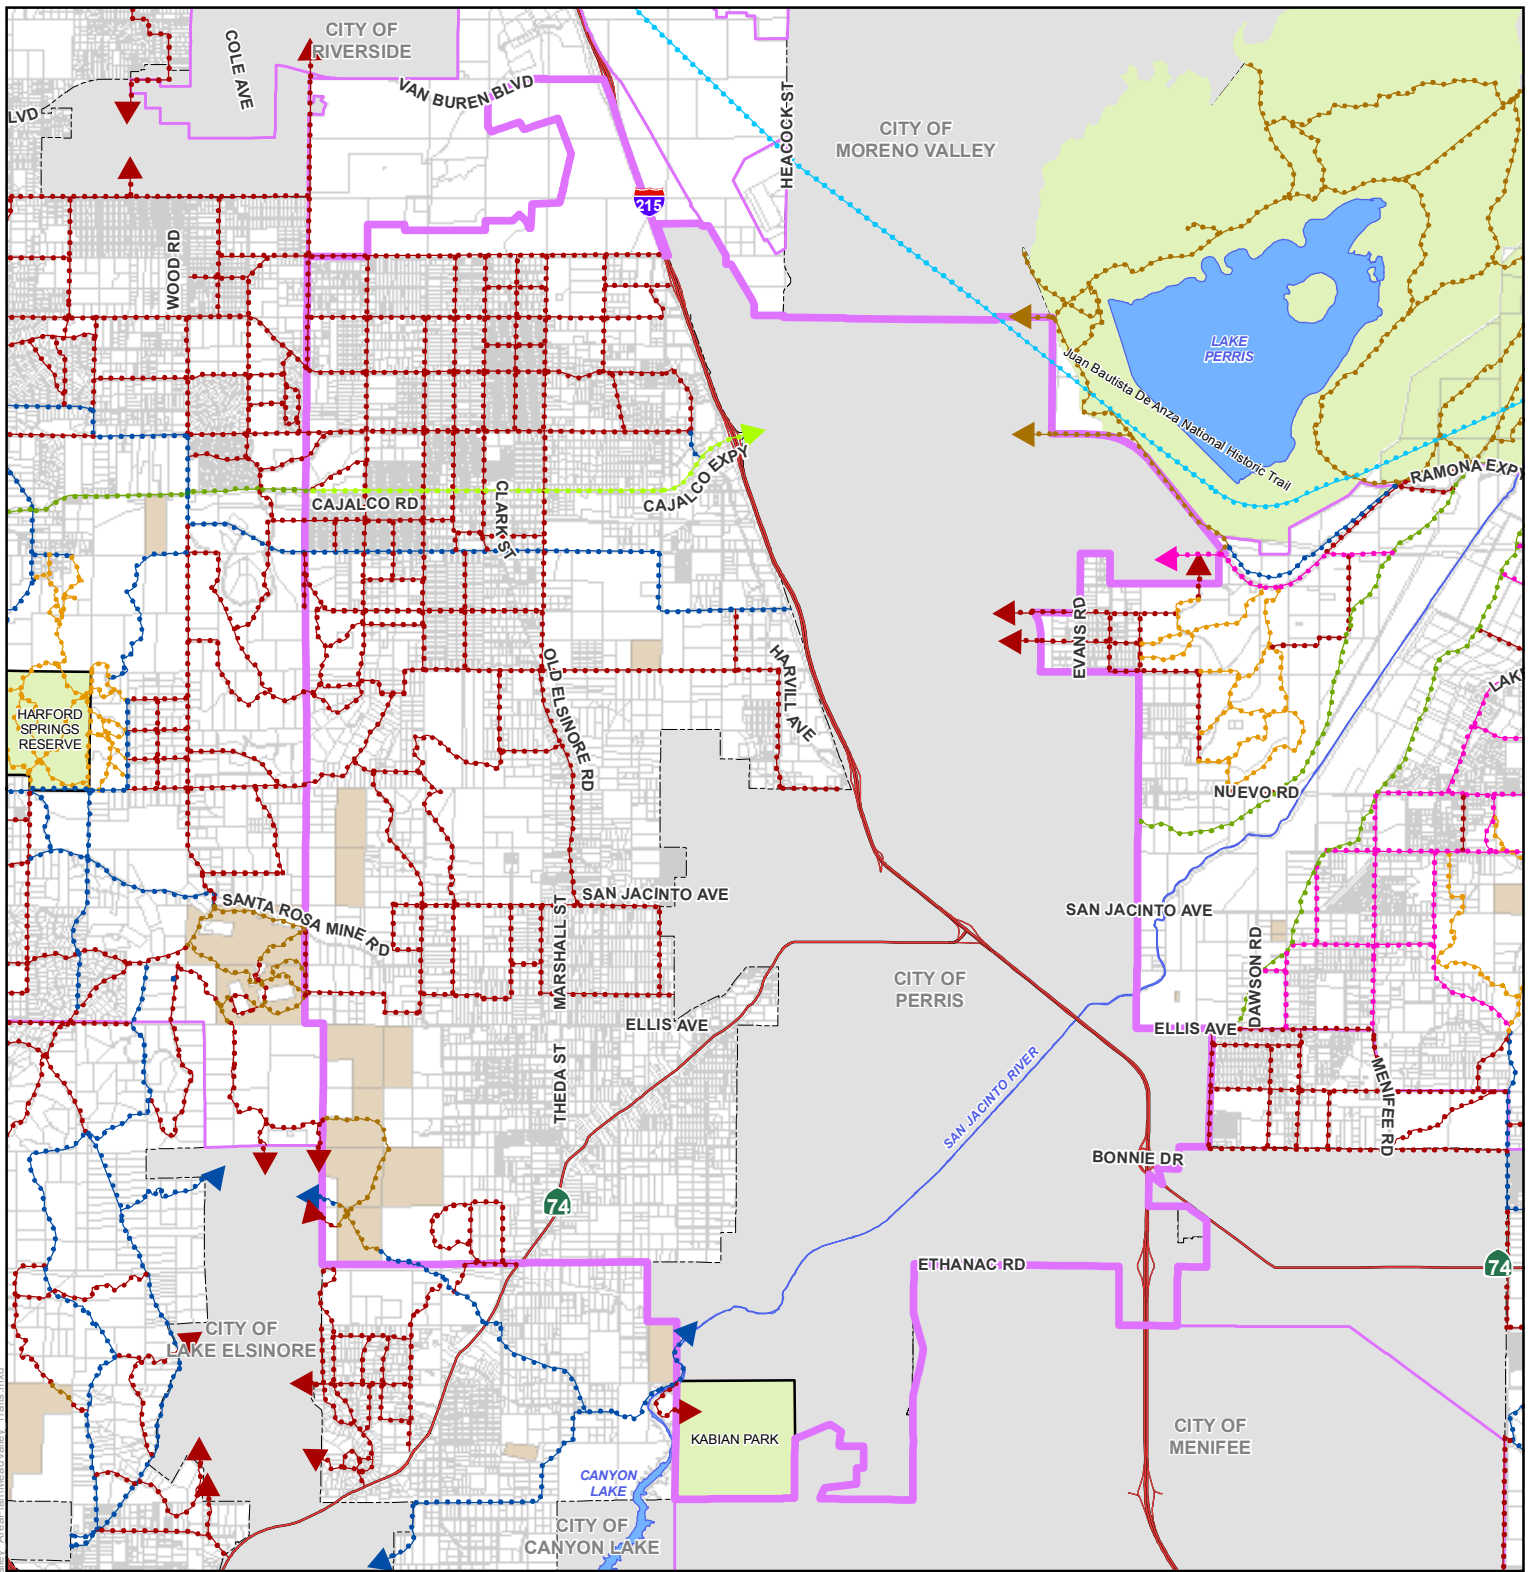 CITY OF
RIVERSIDE
COLE AVE
VAN BUREN BLVD
LVD
HEACOCK ST
CITY OF
MORENO VALLEY
215
WOOD RD
LAKE
PERRIS
Juan Bautista De Anza National Historic Trail
RAMONA EXPY
CAJALCO RD
CAJALCO EXPY
CLARK ST
EVANS RD
HARVILL AVE
OLD ELSINORE RD
LAKE
HARFORD
SPRINGS
RESERVE
NUEVO RD
SAN JACINTO AVE
SANTA ROSA MINE RD
MARSHALL ST
SAN JACINTO AVE
DAWSON RD
CITY OF
PERRIS
ELLIS AVE
ELLIS AVE
THEDA ST
SAN JACINTO RIVER
MENIFEE RD
BONNIE DR
74
ETHANAC RD
74
CITY OF
LAKE ELSINORE
KABIAN PARK
CITY OF
MENIFEE
CANYON
LAKE
CITY OF
CANYON LAKE